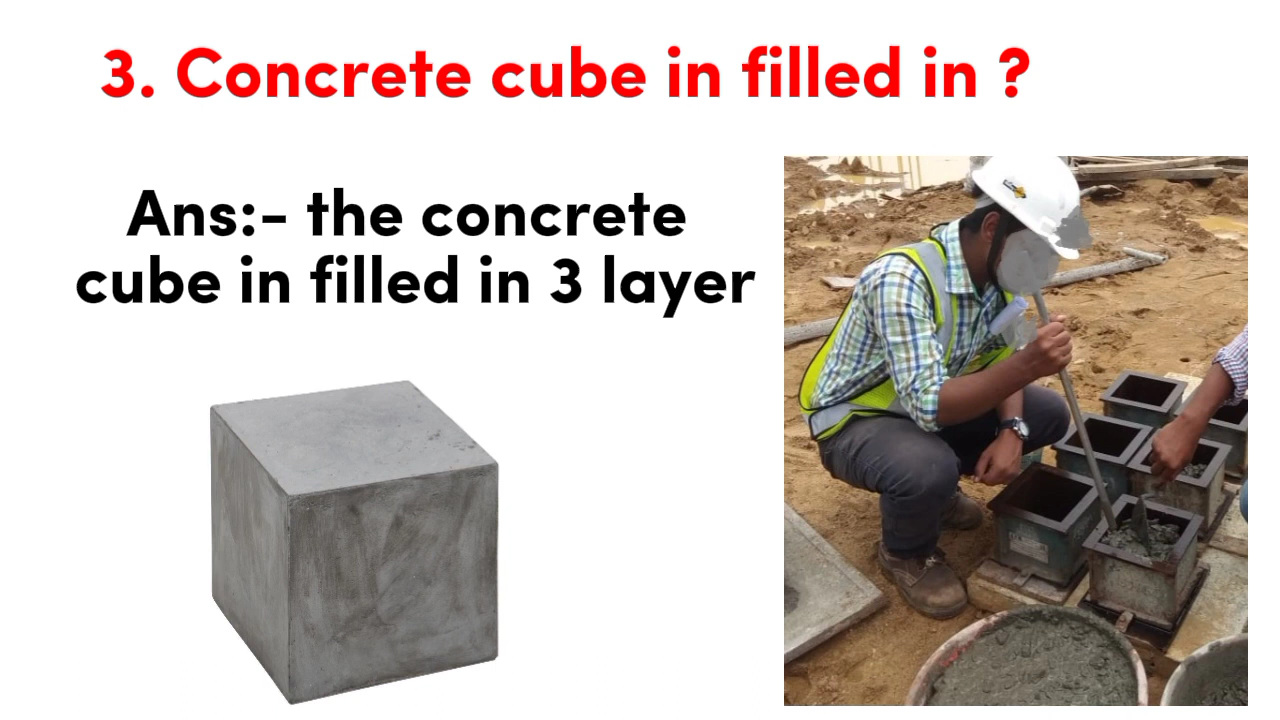 3. Concrete cube in filled in ?
Ans:- the concrete
cube in filled in 3 layer